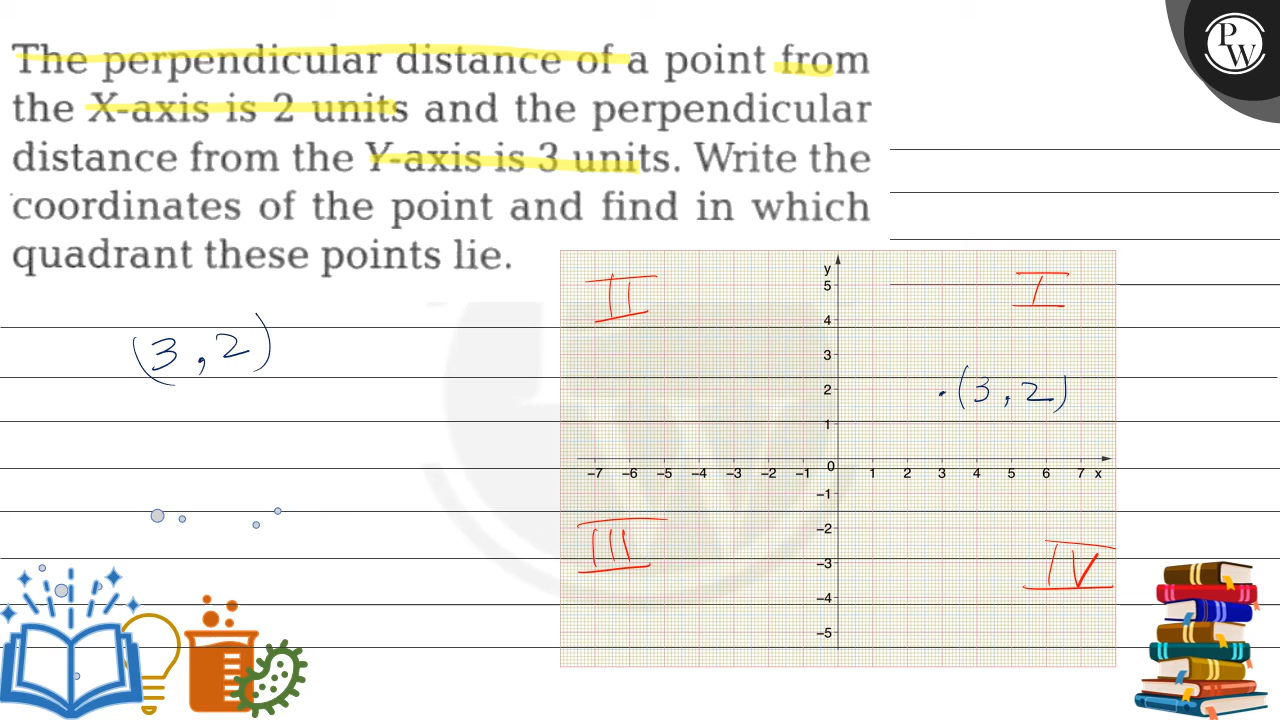 The perpendicular distance of a point from
the X-axis is 2 units and the perpendicular
distance from the Y-axis is 3 units. Write the
coordinates of the point and find in which
quadrant these points lie.
PW
(3,2)
II
I
.(3,2)
III
IV
y
5
4
3
2
1
0
-7 -6 -5 -4 -3 -2 -1 1 2 3 4 5 6 7 x
-1
-2
-3
-4
-5